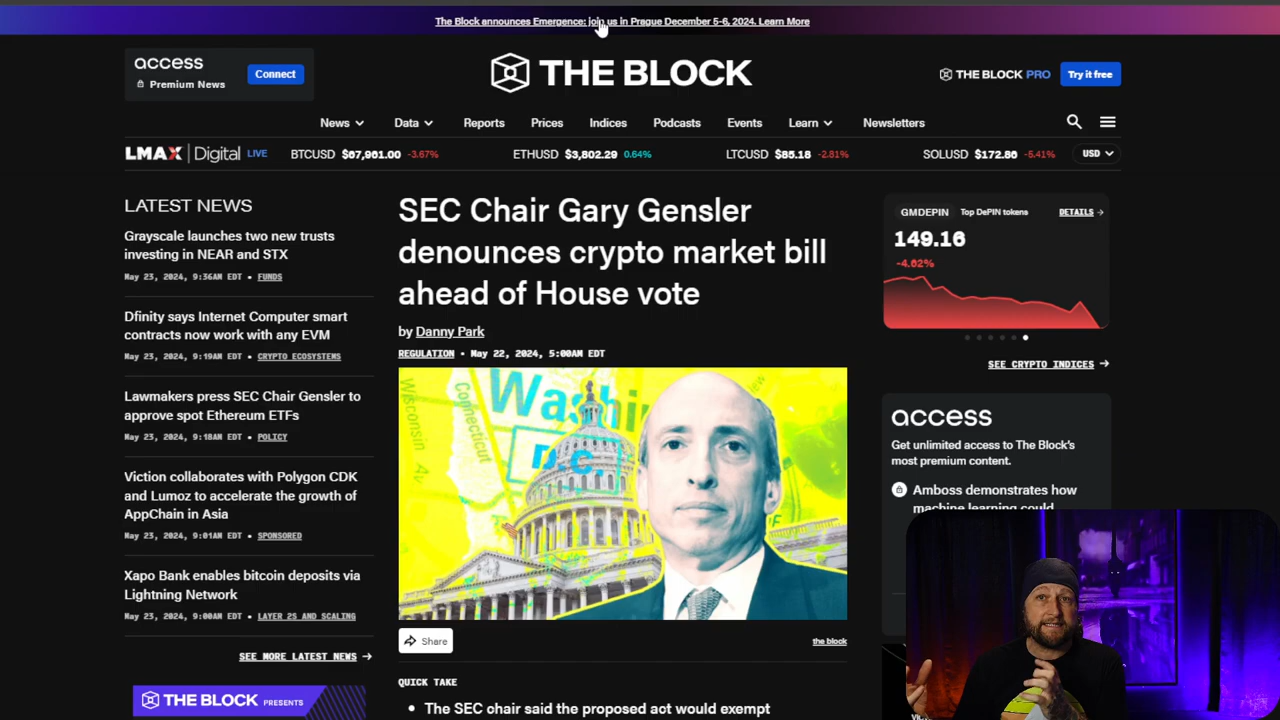 The Block announces Emergence: join us in Prague December 5-6, 2024. Learn More
access
Premium News
Connect
THE BLOCK
THE BLOCK PRO
Try it free
News
Data
Reports
Prices
Indices
Podcasts
Events
Learn
Newsletters
LMAX Digital LIVE
BTCUSD $67,961.00 -3.67%
ETHUSD $3,802.29 0.64%
LTCUSD $85.18 -2.81%
SOLUSD $172.86 -5.41%
USD
LATEST NEWS
Grayscale launches two new trusts
investing in NEAR and STX
May 23, 2024, 9:36AM EDT • FUNDS
Dfinity says Internet Computer smart
contracts now work with any EVM
May 23, 2024, 9:19AM EDT • CRYPTO ECOSYSTEMS
Lawmakers press SEC Chair Gensler to
approve spot Ethereum ETFs
May 23, 2024, 9:18AM EDT • POLICY
Viction collaborates with Polygon CDK
and Lumoz to accelerate the growth of
AppChain in Asia
May 23, 2024, 9:01AM EDT • SPONSORED
Xapo Bank enables bitcoin deposits via
Lightning Network
May 23, 2024, 9:00AM EDT • LAYER 2S AND SCALING
SEE MORE LATEST NEWS
THE BLOCK PRESENTS
SEC Chair Gary Gensler
denounces crypto market bill
ahead of House vote
by Danny Park
REGULATION • May 22, 2024, 5:00AM EDT
Wisconsin
Connecticut
Washin
D.C.
Share
the block
QUICK TAKE
• The SEC chair said the proposed act would exempt
GMDEPIN
Top DePIN tokens
DETAILS
149.16
-4.62%
SEE CRYPTO INDICES
access
Get unlimited access to The Block's
most premium content.
Amboss demonstrates how
machine learning could